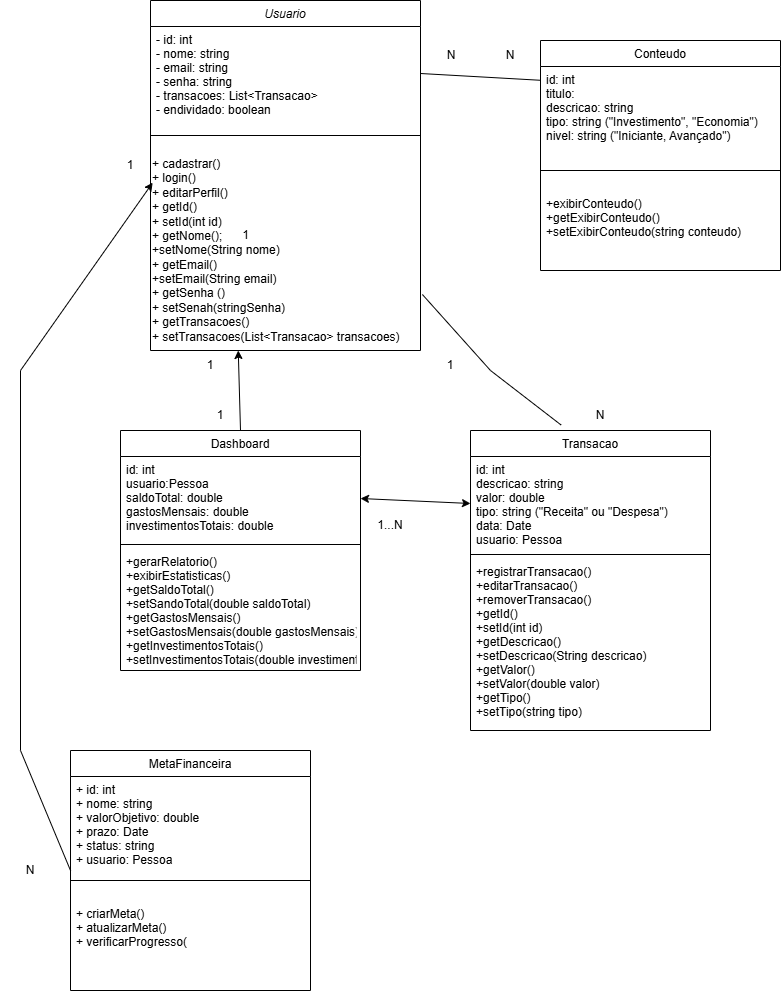 Usuario
- id: int
- nome: string
- email: string
- senha: string
- transacoes: List<Transacao>
- endividado: boolean
+ cadastrar()
+ login()
+ editarPerfil()
+ getId()
+ setId(int id)
+ getNome();
+setNome(String nome)
+ getEmail()
+setEmail(String email)
+ getSenha ()
+ setSenah(stringSenha)
+ getTransacoes()
+ setTransacoes(List<Transacao> transacoes)
1
1
N
N
Conteudo
id: int
titulo:
descricao: string
tipo: string ("Investimento", "Economia")
nivel: string ("Iniciante, Avançado")
+exibirConteudo()
+getExibirConteudo()
+setExibirConteudo(string conteudo)
1
1
1
N
Dashboard
id: int
usuario:Pessoa
saldoTotal: double
gastosMensais: double
investimentosTotais: double
+gerarRelatorio()
+exibirEstatisticas()
+getSaldoTotal()
+setSandoTotal(double saldoTotal)
+getGastosMensais()
+setGastosMensais(double gastosMensais)
+getInvestimentosTotais()
+setInvestimentosTotais(double investiment
1...N
Transacao
id: int
descricao: string
valor: double
tipo: string ("Receita" ou "Despesa")
data: Date
usuario: Pessoa
+registrarTransacao()
+editarTransacao()
+removerTransacao()
+getId()
+setId(int id)
+getDescricao()
+setDescricao(String descricao)
+getValor()
+setValor(double valor)
+getTipo()
+setTipo(string tipo)
N
MetaFinanceira
+ id: int
+ nome: string
+ valorObjetivo: double
+ prazo: Date
+ status: string
+ usuario: Pessoa
+ criarMeta()
+ atualizarMeta()
+ verificarProgresso(